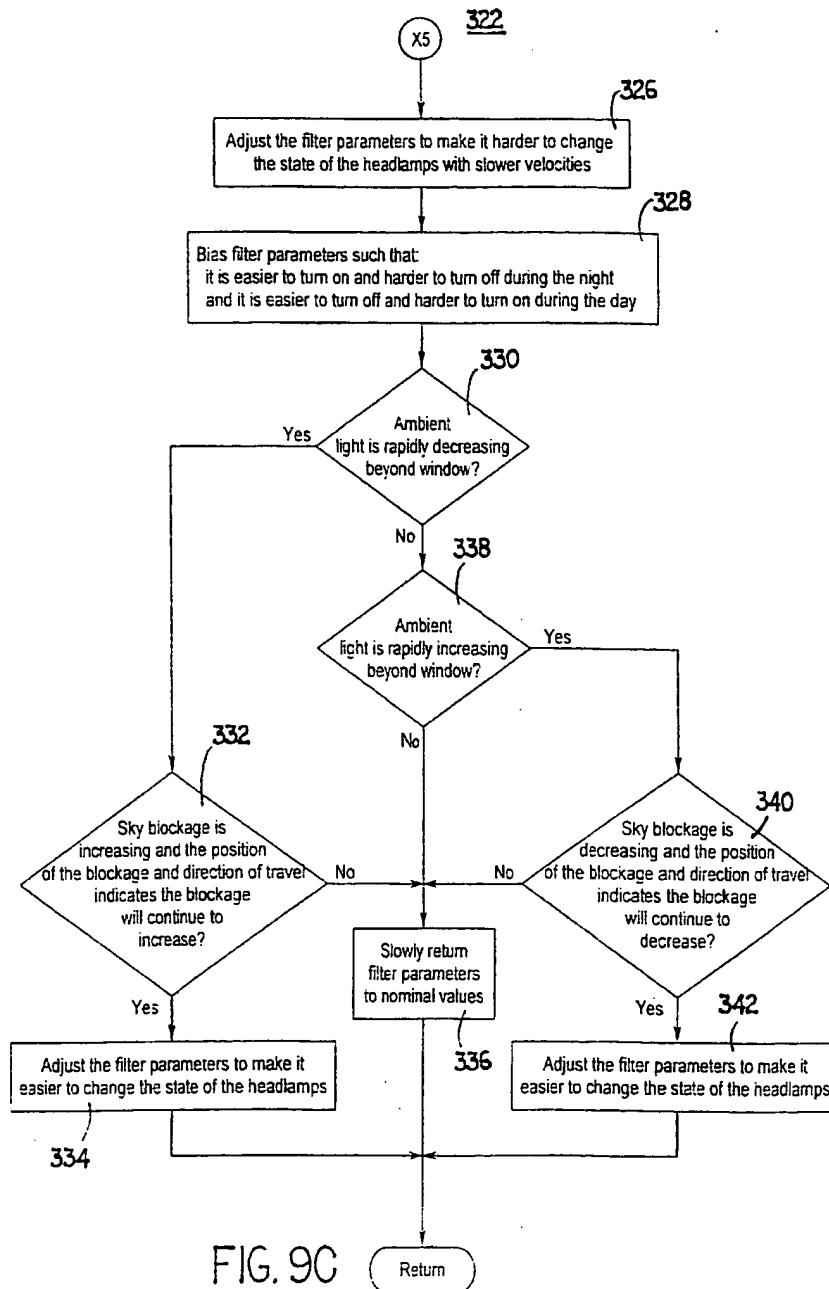 322
X5
326
Adjust the filter parameters to make it harder to change
the state of the headlamps with slower velocities
328
Bias filter parameters such that:
it is easier to turn on and harder to turn off during the night
and it is easier to turn off and harder to turn on during the day
330
Ambient
light is rapidly decreasing
beyond window?
Yes
No
338
Ambient
light is rapidly increasing
beyond window?
Yes
No
332
Sky blockage is
increasing and the position
of the blockage and direction of travel
indicates the blockage
will continue to
increase?
No
Yes
340
Sky blockage is
decreasing and the position
of the blockage and direction of travel
indicates the blockage
will continue to
decrease?
No
Yes
Slowly return
filter parameters
to nominal values
336
Adjust the filter parameters to make it
easier to change the state of the headlamps
334
342
Adjust the filter parameters to make it
easier to change the state of the headlamps
FIG. 9C
Return